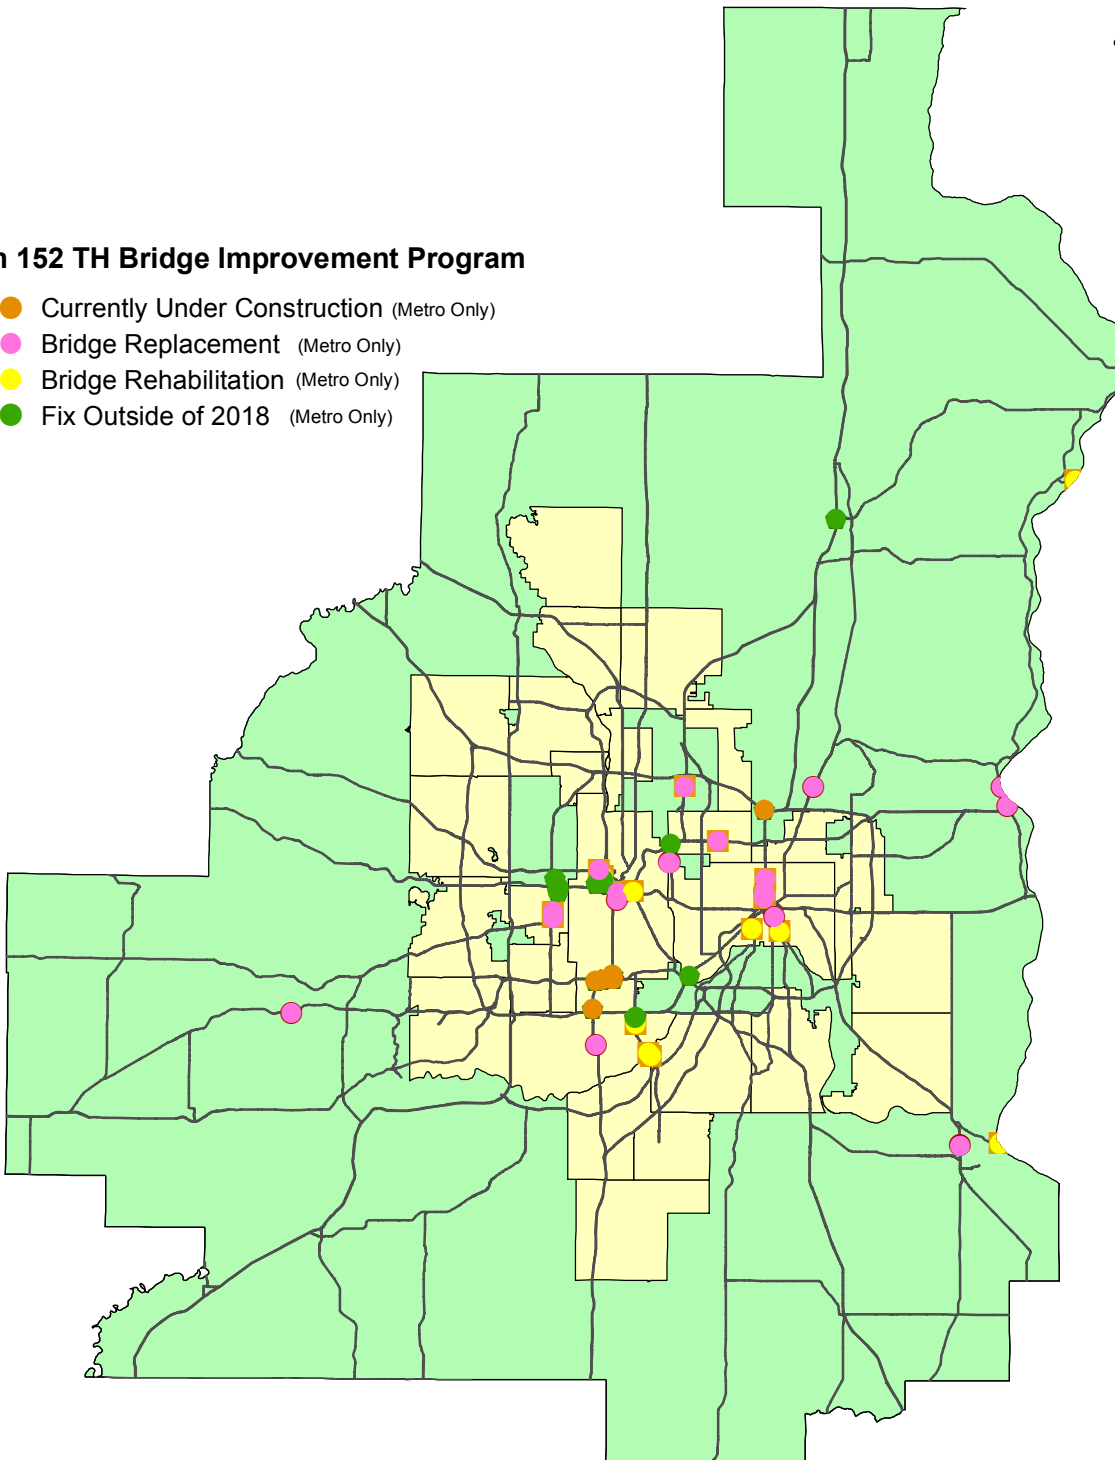 152 TH Bridge Improvement Program
Currently Under Construction (Metro Only)
Bridge Replacement (Metro Only)
Bridge Rehabilitation (Metro Only)
Fix Outside of 2018 (Metro Only)